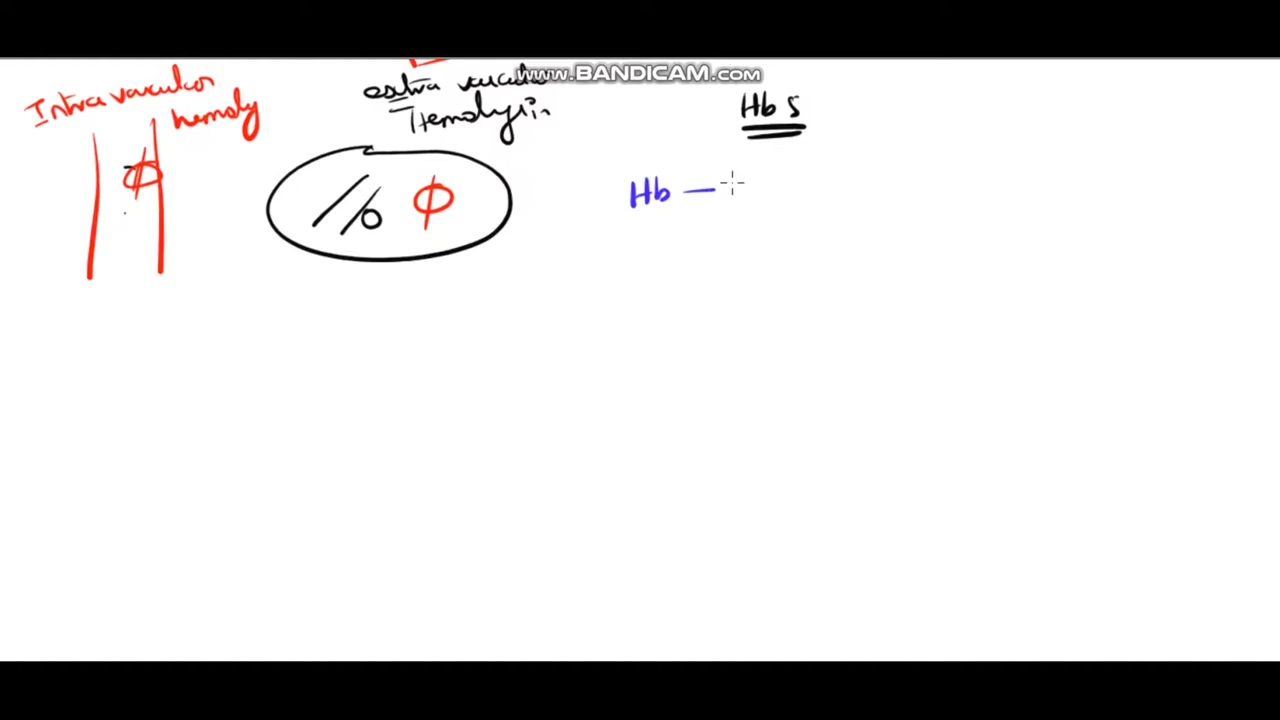 www.BANDICAM.com
Intravascular
hemoly
extra vascular
Hemolysis
Hb S
Hb —